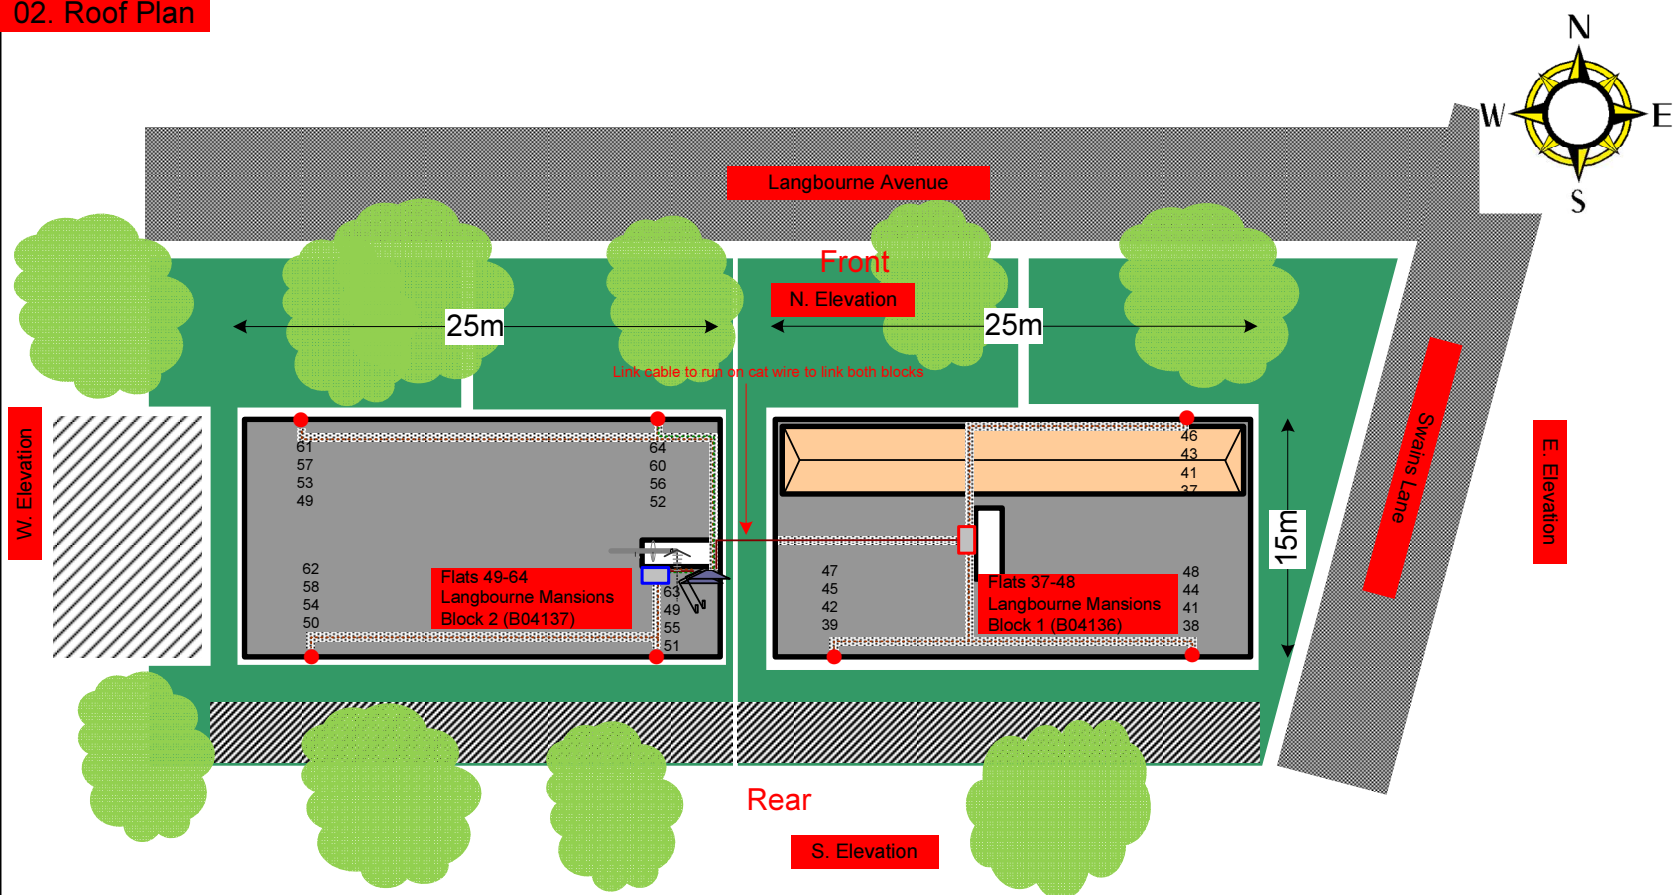 02. Roof Plan
N
W
E
S
Langbourne Avenue
Front
N. Elevation
25m
25m
Link cable to run on cat wire to link both blocks
W. Elevation
61
57
53
49
64
60
56
52
46
43
41
37
Swains Lane
E. Elevation
15m
62
58
54
50
Flats 49-64
Langbourne Mansions
Block 2 (B04137)
63
49
55
51
47
45
42
39
Flats 37-48
Langbourne Mansions
Block 1 (B04136)
48
44
41
38
Rear
S. Elevation